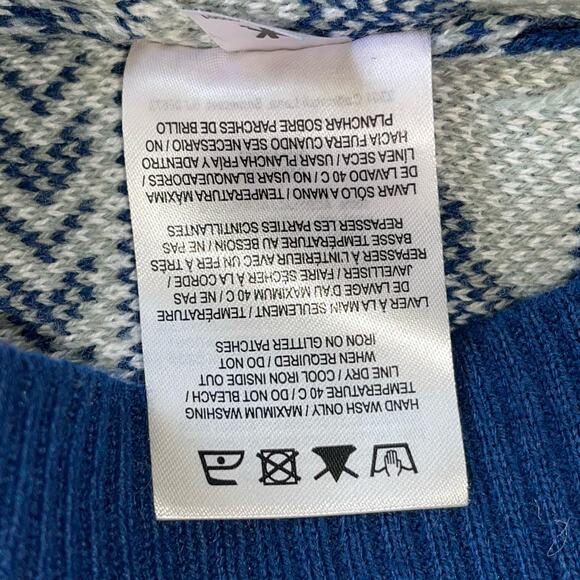 HAND WASH ONLY / MAXIMUM WASHING
TEMPERATURE 40 C / DO NOT BLEACH /
LINE DRY / COOL IRON INSIDE OUT
WHEN REQUIRED / DO NOT
IRON ON GLITTER PATCHES
LAVER À LA MAIN SEULEMENT / TEMPÉRATURE
DE LAVAGE D'AU MAXIMUM 40 C / NE PAS
JAVELLISER / FAIRE SÉCHER À LA CORDE /
REPASSER À L'INTÉRIEUR AVEC UN FER À TRÈS
BASSE TEMPÉRATURE AU BESOIN / NE PAS
REPASSER LES PARTIES SCINTILLANTES
LAVAR SÓLO A MANO / TEMPERATURA MÁXIMA
DE LAVADO 40 C / NO USAR BLANQUEADORES /
LÍNEA SECA / USAR PLANCHA FRÍA Y ADENTRO
HACIA FUERA CUANDO SEA NECESARIO / NO
PLANCHAR SOBRE PARCHES DE BRILLO